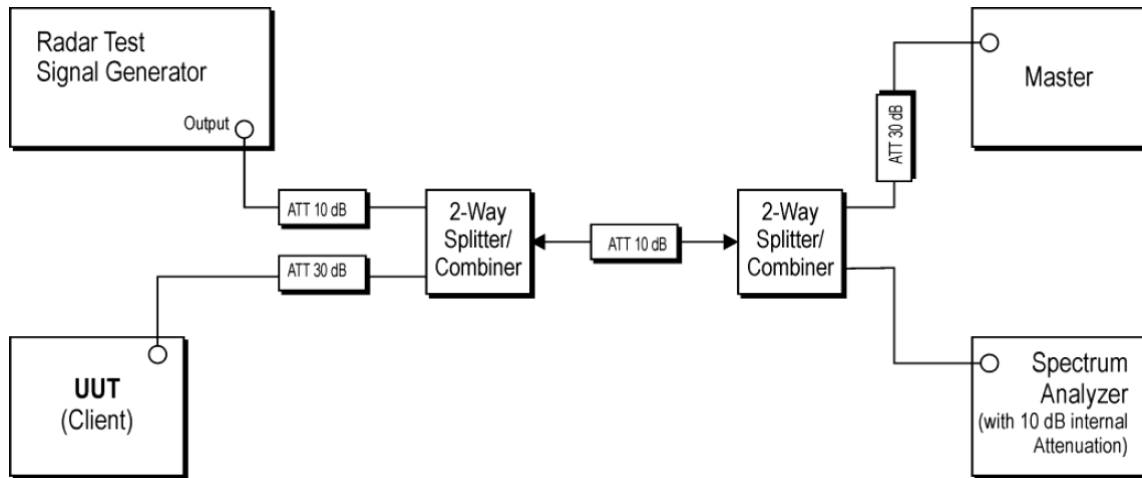 Radar Test
Signal Generator
Output
ATT 10 dB
ATT 30 dB
2-Way
Splitter/
Combiner
ATT 10 dB
2-Way
Splitter/
Combiner
ATT 30 dB
Master
UUT
(Client)
Spectrum
Analyzer
(with 10 dB internal
Attenuation)